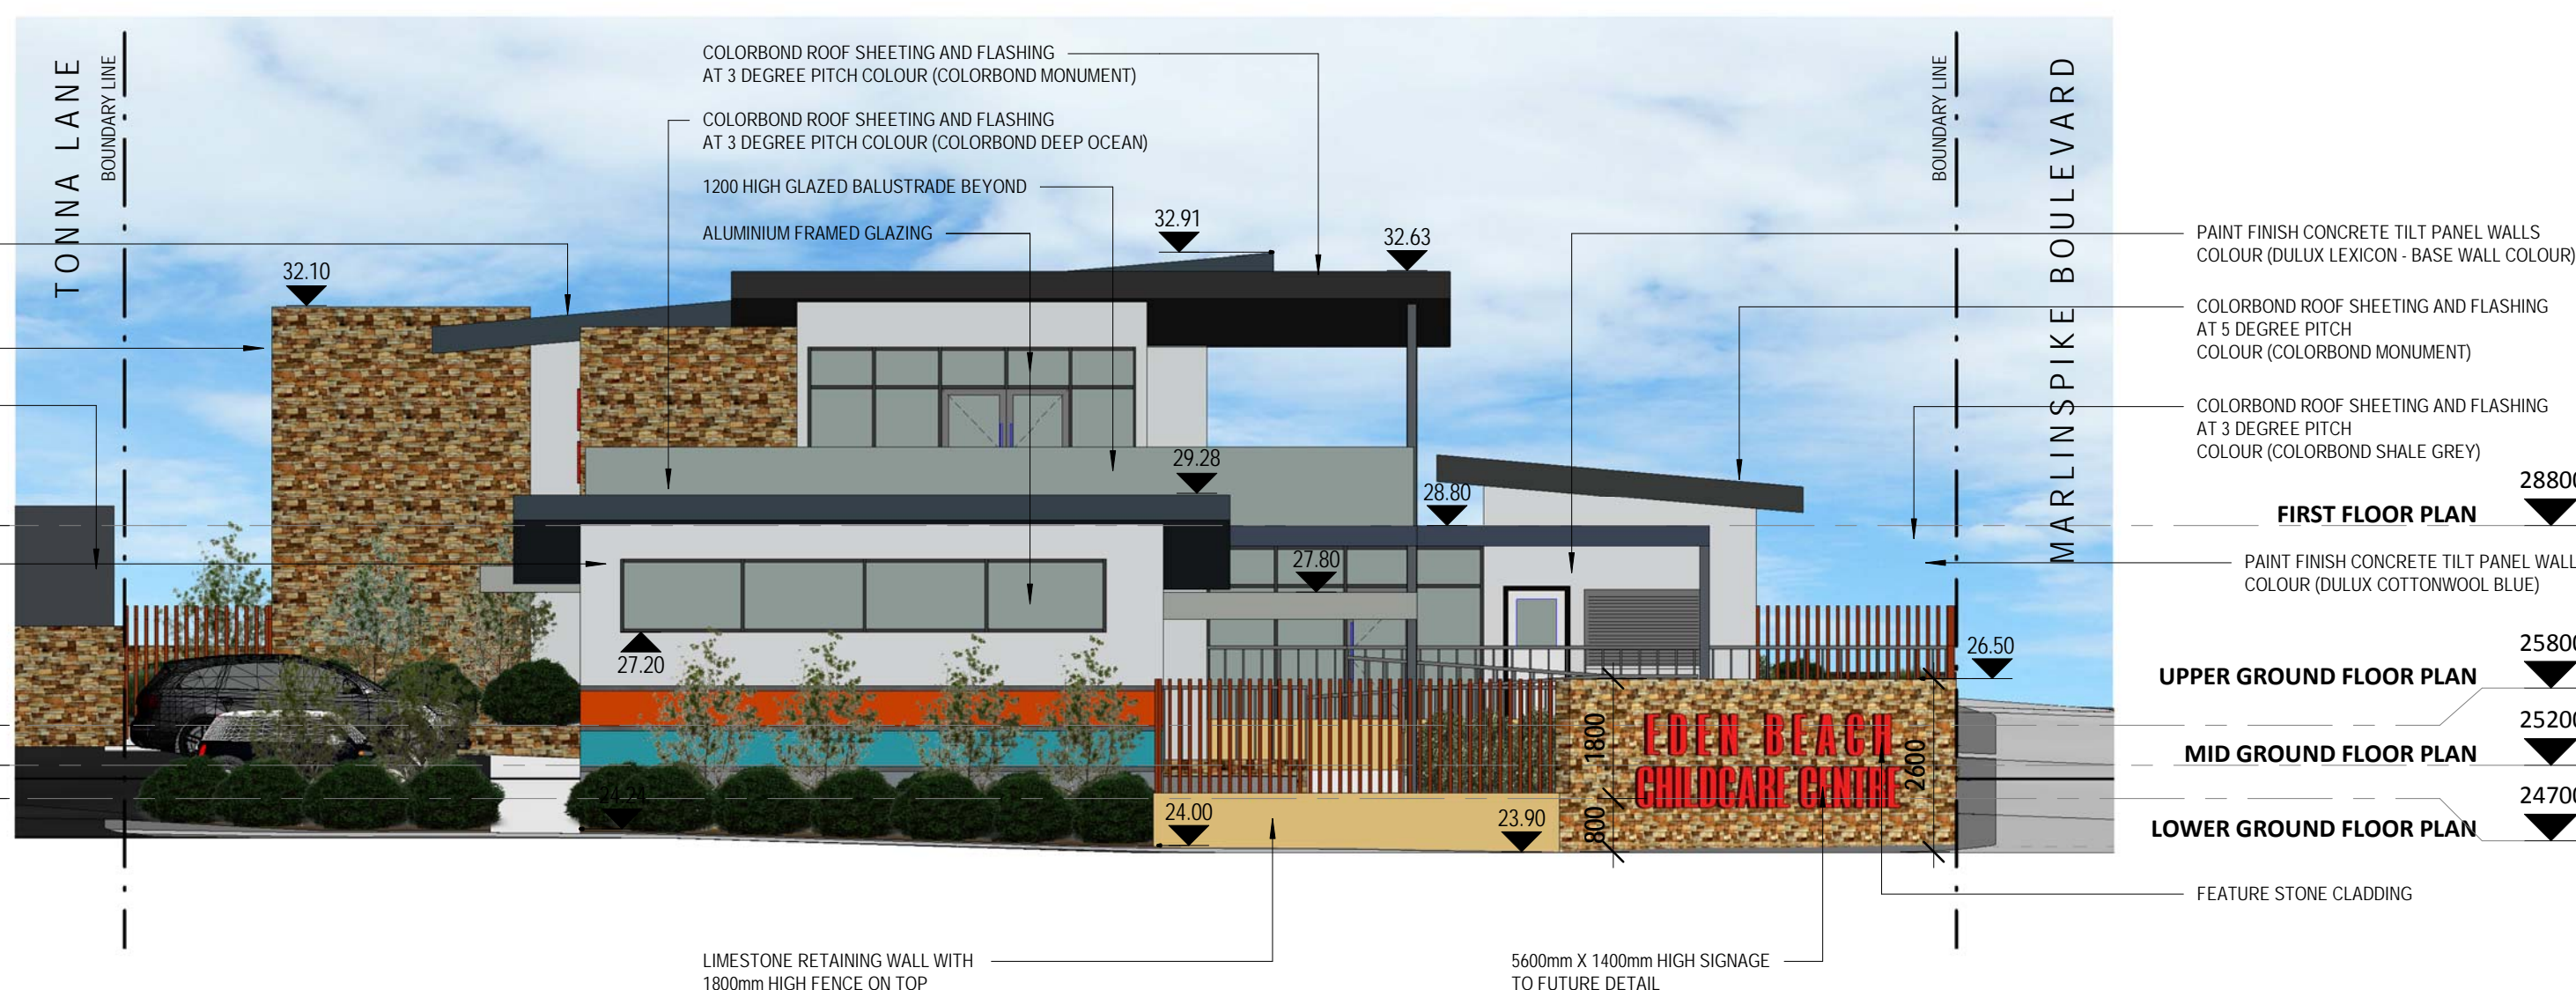 TONNA LANE
BOUNDARY LINE
COLORBOND ROOF SHEETING AND FLASHING
AT 3 DEGREE PITCH COLOUR (COLORBOND MONUMENT)
COLORBOND ROOF SHEETING AND FLASHING
AT 3 DEGREE PITCH COLOUR (COLORBOND DEEP OCEAN)
1200 HIGH GLAZED BALUSTRADE BEYOND
ALUMINIUM FRAMED GLAZING
32.10
32.91
32.63
29.28
28.80
27.80
27.20
26.50
24.00
23.90
1800
800
2600
EDEN BEACH
CHILDCARE CENTRE
BOUNDARY LINE
MARLINSPIKE BOULEVARD
PAINT FINISH CONCRETE TILT PANEL WALLS
COLOUR (DULUX LEXICON - BASE WALL COLOUR)
COLORBOND ROOF SHEETING AND FLASHING
AT 5 DEGREE PITCH
COLOUR (COLORBOND MONUMENT)
COLORBOND ROOF SHEETING AND FLASHING
AT 3 DEGREE PITCH
COLOUR (COLORBOND SHALE GREY)
28800
FIRST FLOOR PLAN
PAINT FINISH CONCRETE TILT PANEL WALL
COLOUR (DULUX COTTONWOOL BLUE)
25800
UPPER GROUND FLOOR PLAN
25200
MID GROUND FLOOR PLAN
24700
LOWER GROUND FLOOR PLAN
FEATURE STONE CLADDING
LIMESTONE RETAINING WALL WITH
1800mm HIGH FENCE ON TOP
5600mm X 1400mm HIGH SIGNAGE
TO FUTURE DETAIL